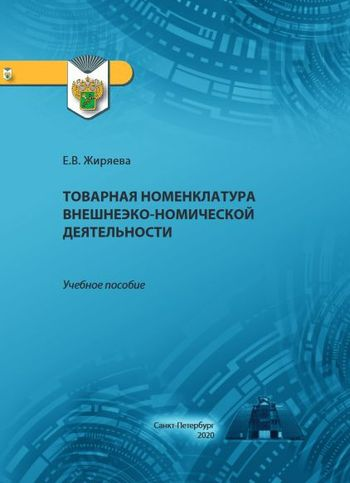 Е.В. Жиряева
ТОВАРНАЯ НОМЕНКЛАТУРА
ВНЕШНЕЭКО-НОМИЧЕСКОЙ
ДЕЯТЕЛЬНОСТИ
Учебное пособие
Санкт-Петербург
2020